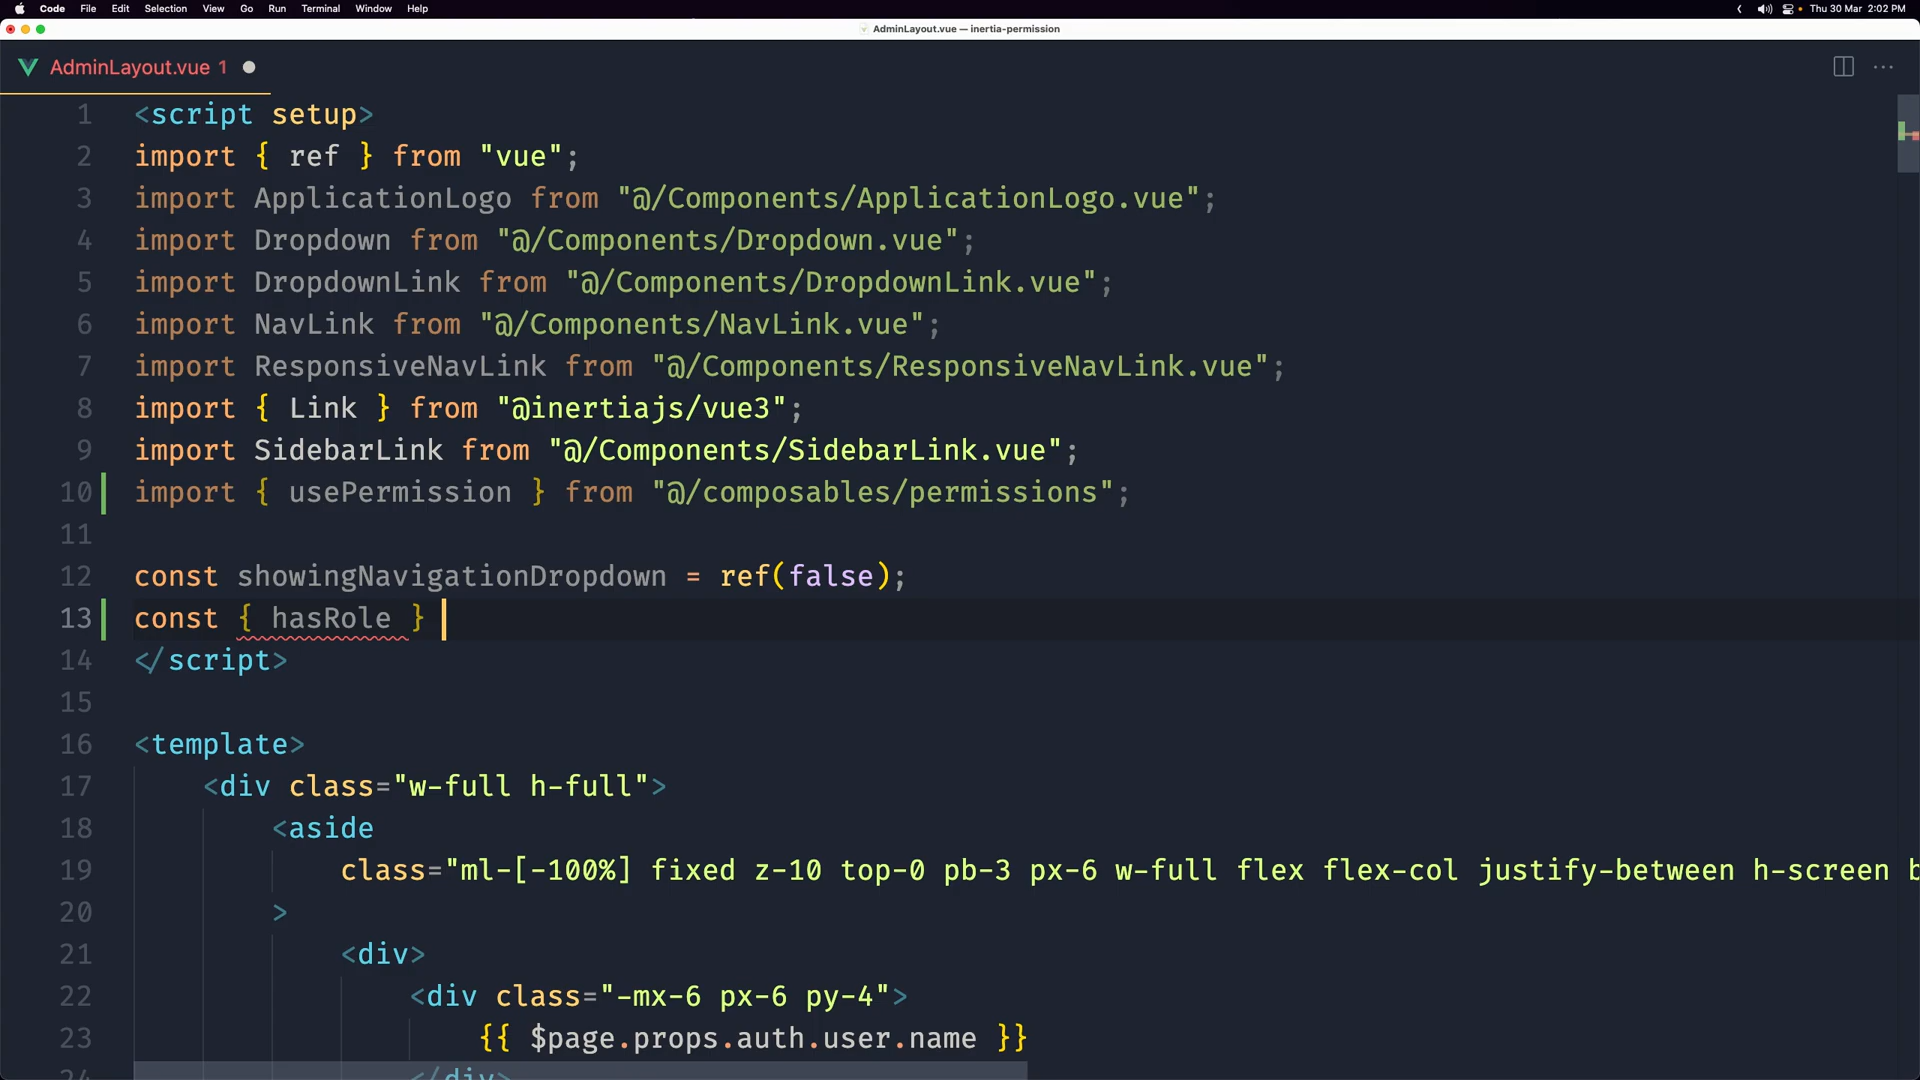 Code File Edit Selection View Go Run Terminal Window Help Thu 30 Mar 2:02 PM
AdminLayout.vue — inertia-permission
AdminLayout.vue 1
1 <script setup>
2 import { ref } from "vue";
3 import ApplicationLogo from "@/Components/ApplicationLogo.vue";
4 import Dropdown from "@/Components/Dropdown.vue";
5 import DropdownLink from "@/Components/DropdownLink.vue";
6 import NavLink from "@/Components/NavLink.vue";
7 import ResponsiveNavLink from "@/Components/ResponsiveNavLink.vue";
8 import { Link } from "@inertiajs/vue3";
9 import SidebarLink from "@/Components/SidebarLink.vue";
10 import { usePermission } from "@/composables/permissions";
11
12 const showingNavigationDropdown = ref(false);
13 const { hasRole }
14 </script>
15
16 <template>
17 <div class="w-full h-full">
18 <aside
19 class="ml-[-100%] fixed z-10 top-0 pb-3 px-6 w-full flex flex-col justify-between h-screen b
20 >
21 <div>
22 <div class="-mx-6 px-6 py-4">
23 {{ $page.props.auth.user.name }}
24 </div>